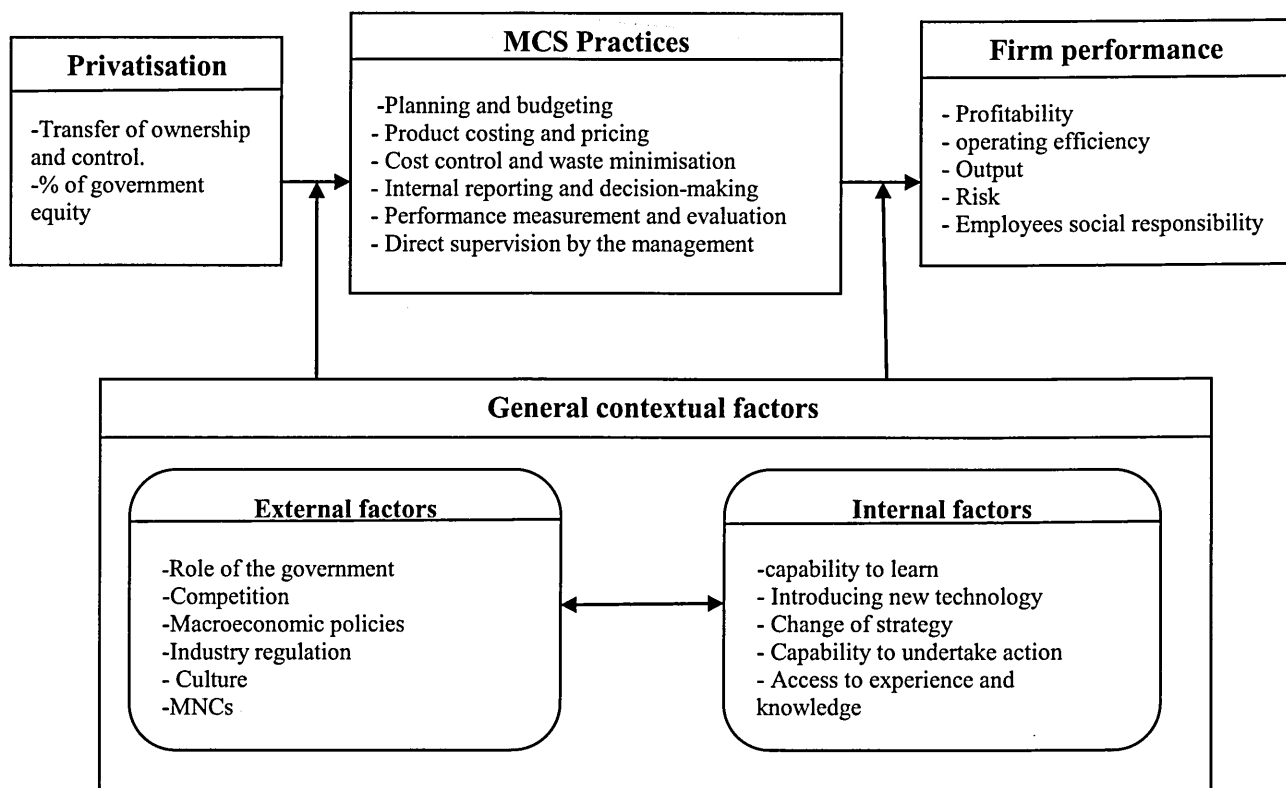 Privatisation
-Transfer of ownership
and control.
-% of government
equity
MCS Practices
-Planning and budgeting
- Product costing and pricing
- Cost control and waste minimisation
- Internal reporting and decision-making
- Performance measurement and evaluation
- Direct supervision by the management
Firm performance
- Profitability
- operating efficiency
- Output
- Risk
- Employees social responsibility
General contextual factors
External factors
-Role of the government
-Competition
-Macroeconomic policies
-Industry regulation
- Culture
-MNCs
Internal factors
-capability to learn
- Introducing new technology
- Change of strategy
- Capability to undertake action
- Access to experience and
knowledge